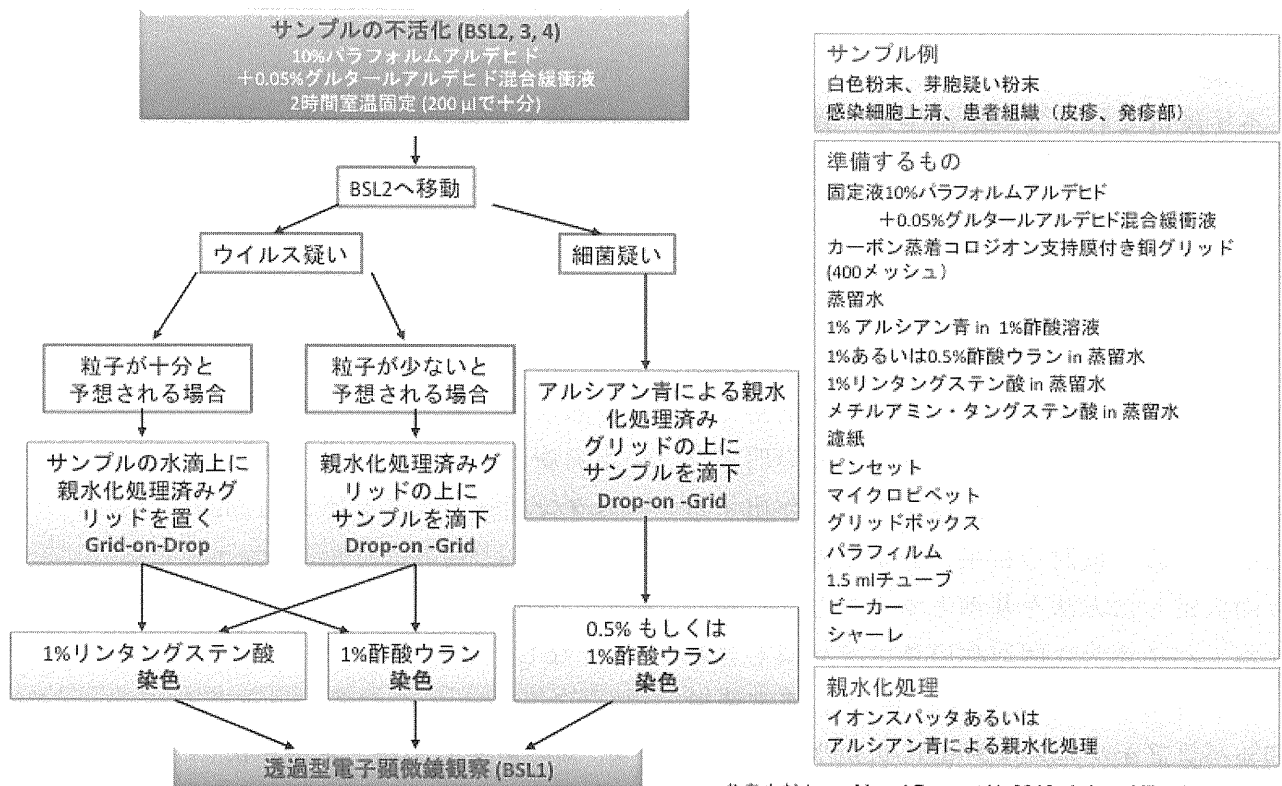 サンプルの不活化 (BSL2, 3, 4)
10%パラフォルムアルデヒド
＋0.05%グルタールアルデヒド混合緩衝液
2時間室温固定 (200 µlで十分)
BSL2へ移動
ウイルス疑い
細菌疑い
粒子が十分と
予想される場合
粒子が少ないと
予想される場合
サンプルの水滴上に
親水化処理済みグ
リッドを置く
Grid-on-Drop
親水化処理済みグ
リッドの上に
サンプルを滴下
Drop-on -Grid
アルシアン青による親水
化処理済み
グリッドの上に
サンプルを滴下
Drop-on -Grid
1%リンタングステン酸
染色
1%酢酸ウラン
染色
0.5% もしくは
1%酢酸ウラン
染色
透過型電子顕微鏡観察 (BSL1)
サンプル例
白色粉末、芽胞疑い粉末
感染細胞上清、患者組織（皮疹、発疹部）
準備するもの
固定液10%パラフォルムアルデヒド
＋0.05%グルタールアルデヒド混合緩衝液
カーボン蒸着コロジオン支持膜付き銅グリッド
(400メッシュ)
蒸留水
1% アルシアン青 in 1%酢酸溶液
1%あるいは0.5%酢酸ウラン in 蒸留水
1%リンタングステン酸 in 蒸留水
メチルアミン・タングステン酸 in 蒸留水
濾紙
ピンセット
マイクロピペット
グリッドボックス
パラフィルム
1.5 mlチューブ
ビーカー
シャーレ
親水化処理
イオンスパッタあるいは
アルシアン青による親水化処理